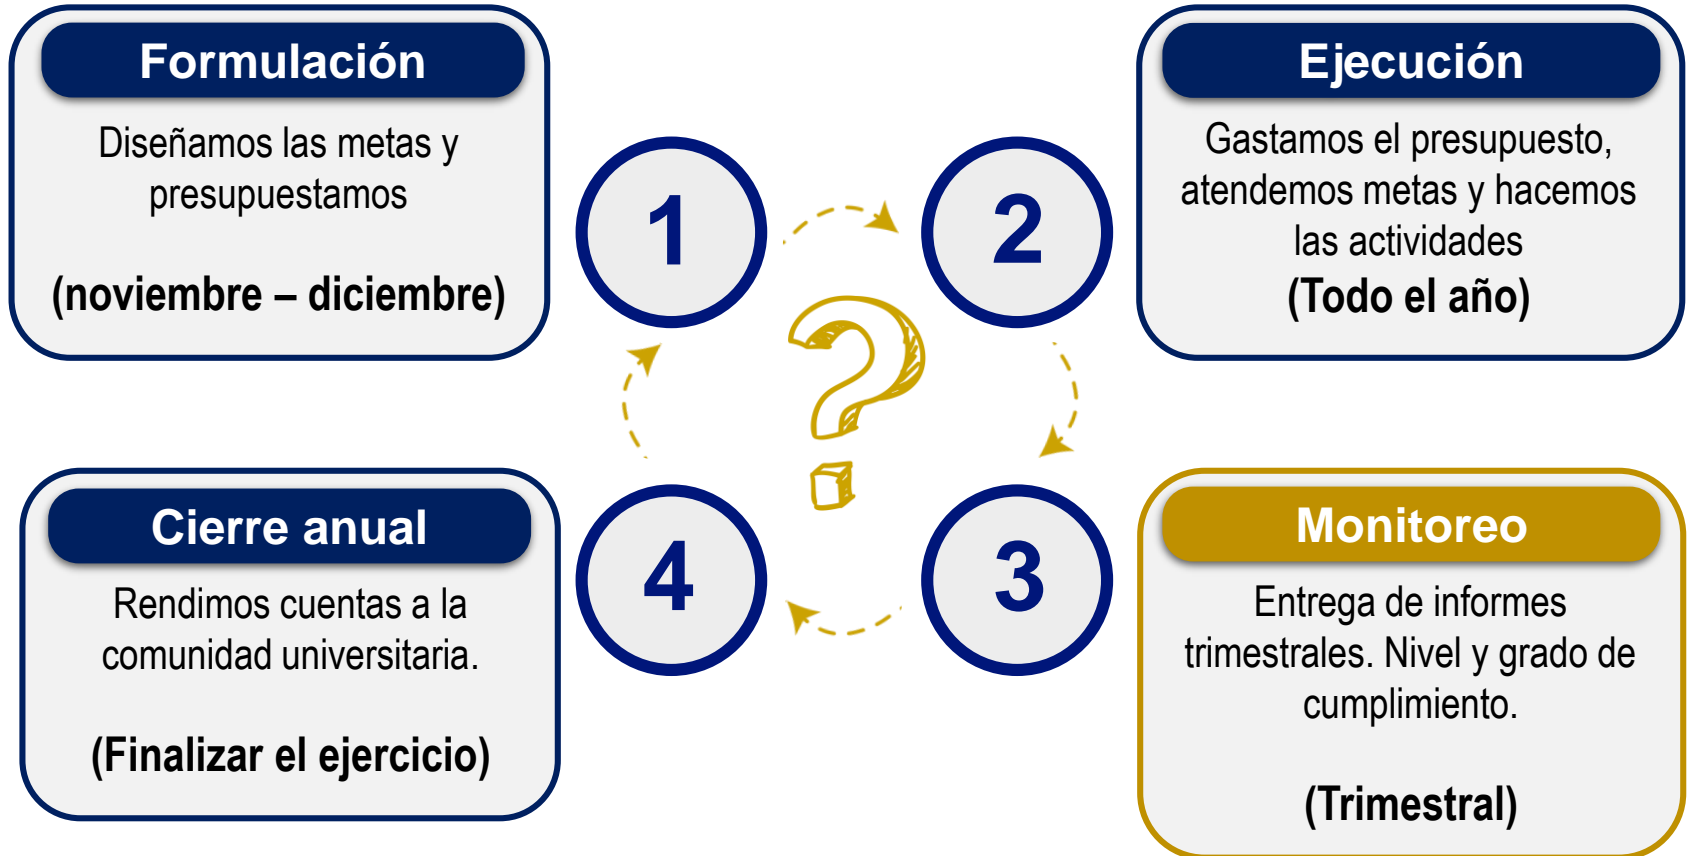 Formulación
Diseñamos las metas y
presupuestamos
(noviembre – diciembre)
1
2
Ejecución
Gastamos el presupuesto,
atendemos metas y hacemos
las actividades
(Todo el año)
?
Cierre anual
Rendimos cuentas a la
comunidad universitaria.
(Finalizar el ejercicio)
4
3
Monitoreo
Entrega de informes
trimestrales. Nivel y grado de
cumplimiento.
(Trimestral)